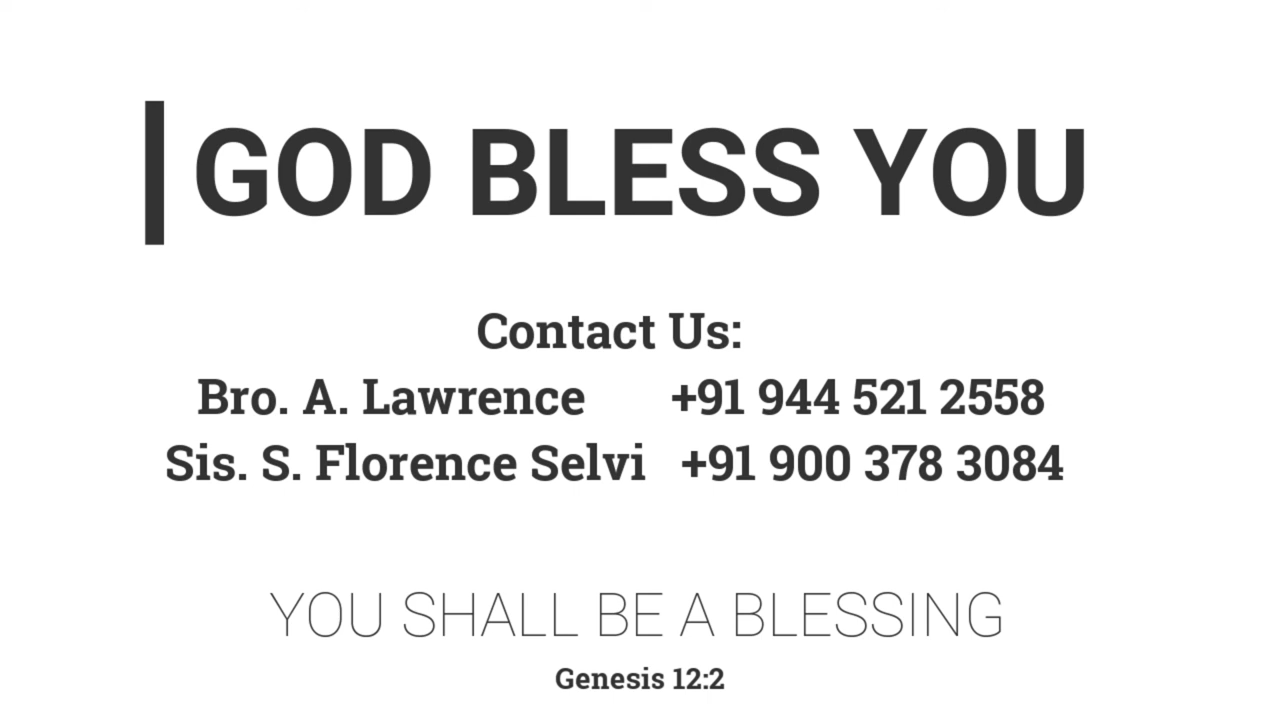 GOD BLESS YOU
Contact Us:
Bro. A. Lawrence +91 944 521 2558
Sis. S. Florence Selvi +91 900 378 3084
YOU SHALL BE A BLESSING
Genesis 12:2